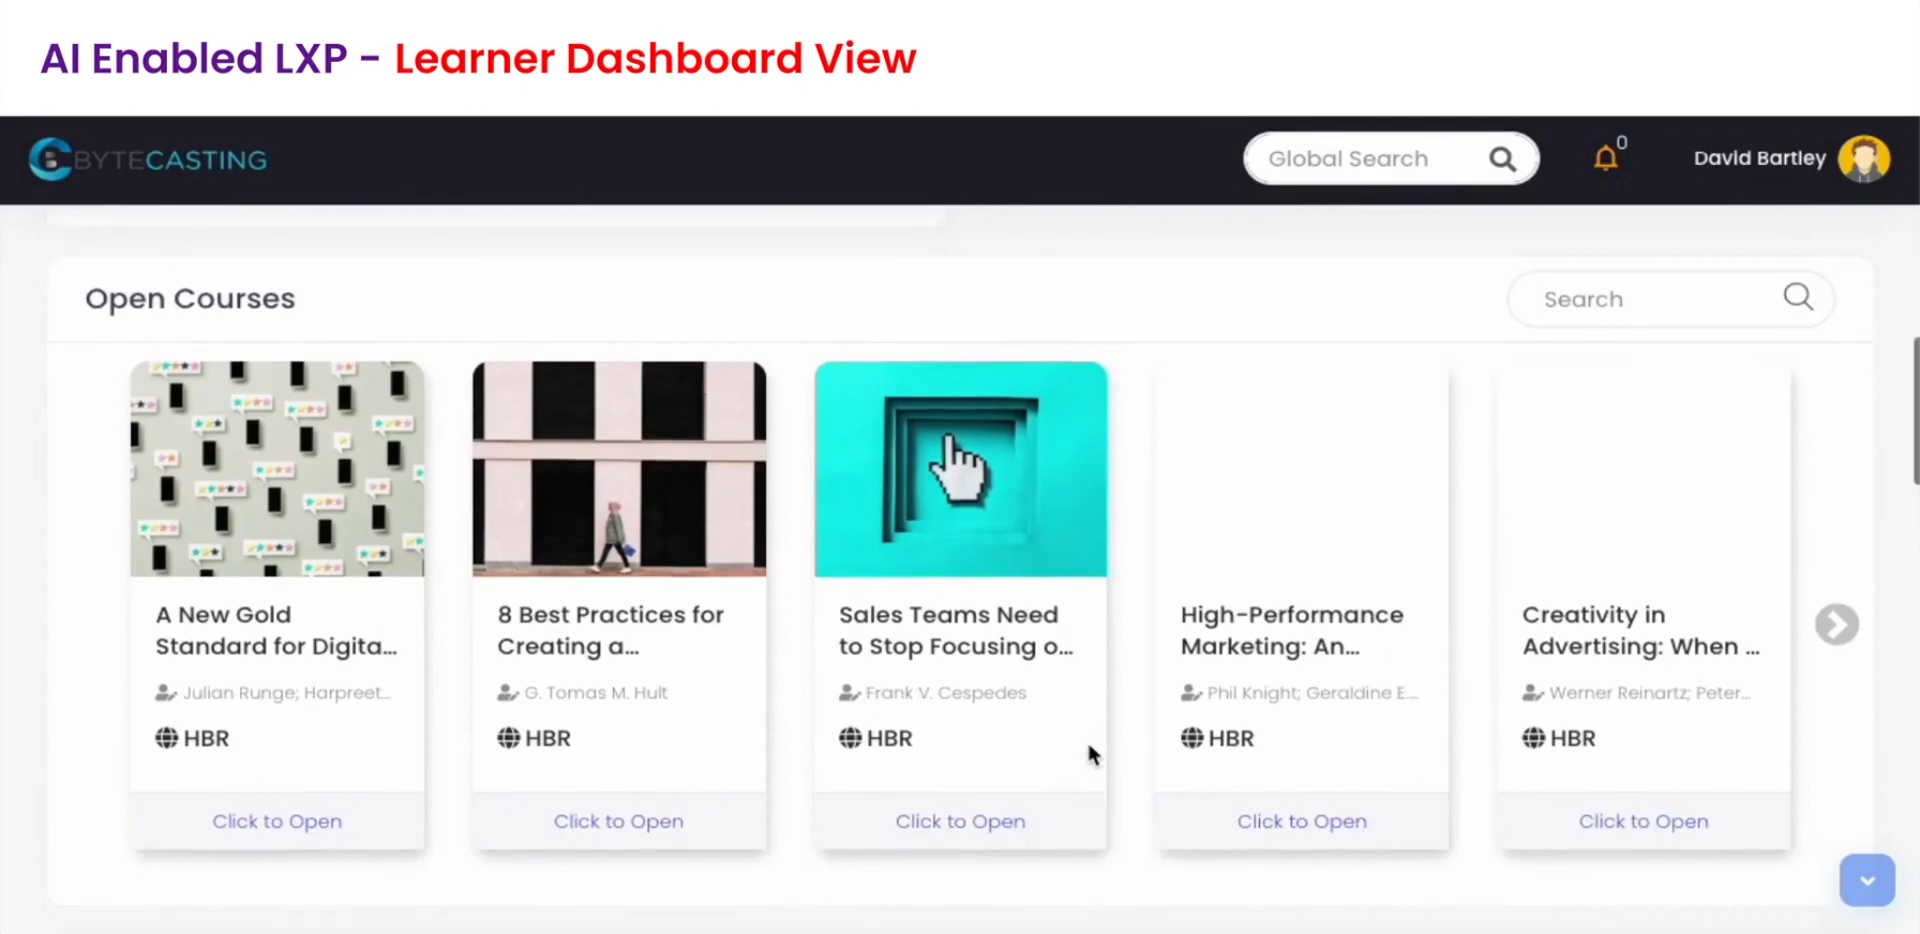 AI Enabled LXP - Learner Dashboard View
BYTECASTING
Global Search
0
David Bartley
Open Courses
Search
A New Gold
Standard for Digita...
Julian Runge; Harpreet...
HBR
Click to Open
8 Best Practices for
Creating a...
G. Tomas M. Hult
HBR
Click to Open
Sales Teams Need
to Stop Focusing o...
Frank V. Cespedes
HBR
Click to Open
High-Performance
Marketing: An...
Phil Knight; Geraldine E....
HBR
Click to Open
Creativity in
Advertising: When ...
Werner Reinartz; Peter...
HBR
Click to Open